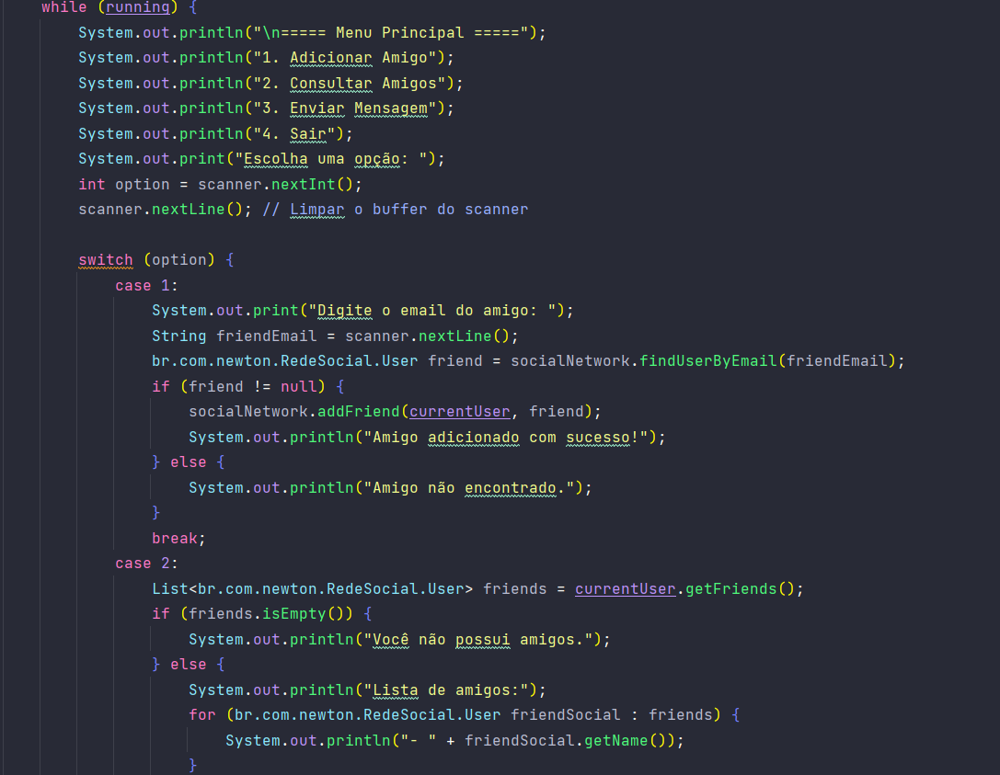 while (running) {
System.out.println("\n===== Menu Principal =====");
System.out.println("1. Adicionar Amigo");
System.out.println("2. Consultar Amigos");
System.out.println("3. Enviar Mensagem");
System.out.println("4. Sair");
System.out.print("Escolha uma opção: ");
int option = scanner.nextInt();
scanner.nextLine(); // Limpar o buffer do scanner
switch (option) {
case 1:
System.out.print("Digite o email do amigo: ");
String friendEmail = scanner.nextLine();
br.com.newton.RedeSocial.User friend = socialNetwork.findUserByEmail(friendEmail);
if (friend != null) {
socialNetwork.addFriend(currentUser, friend);
System.out.println("Amigo adicionado com sucesso!");
} else {
System.out.println("Amigo não encontrado.");
}
break;
case 2:
List<br.com.newton.RedeSocial.User> friends = currentUser.getFriends();
if (friends.isEmpty()) {
System.out.println("Você não possui amigos.");
} else {
System.out.println("Lista de amigos:");
for (br.com.newton.RedeSocial.User friendSocial : friends) {
System.out.println("- " + friendSocial.getName());
}